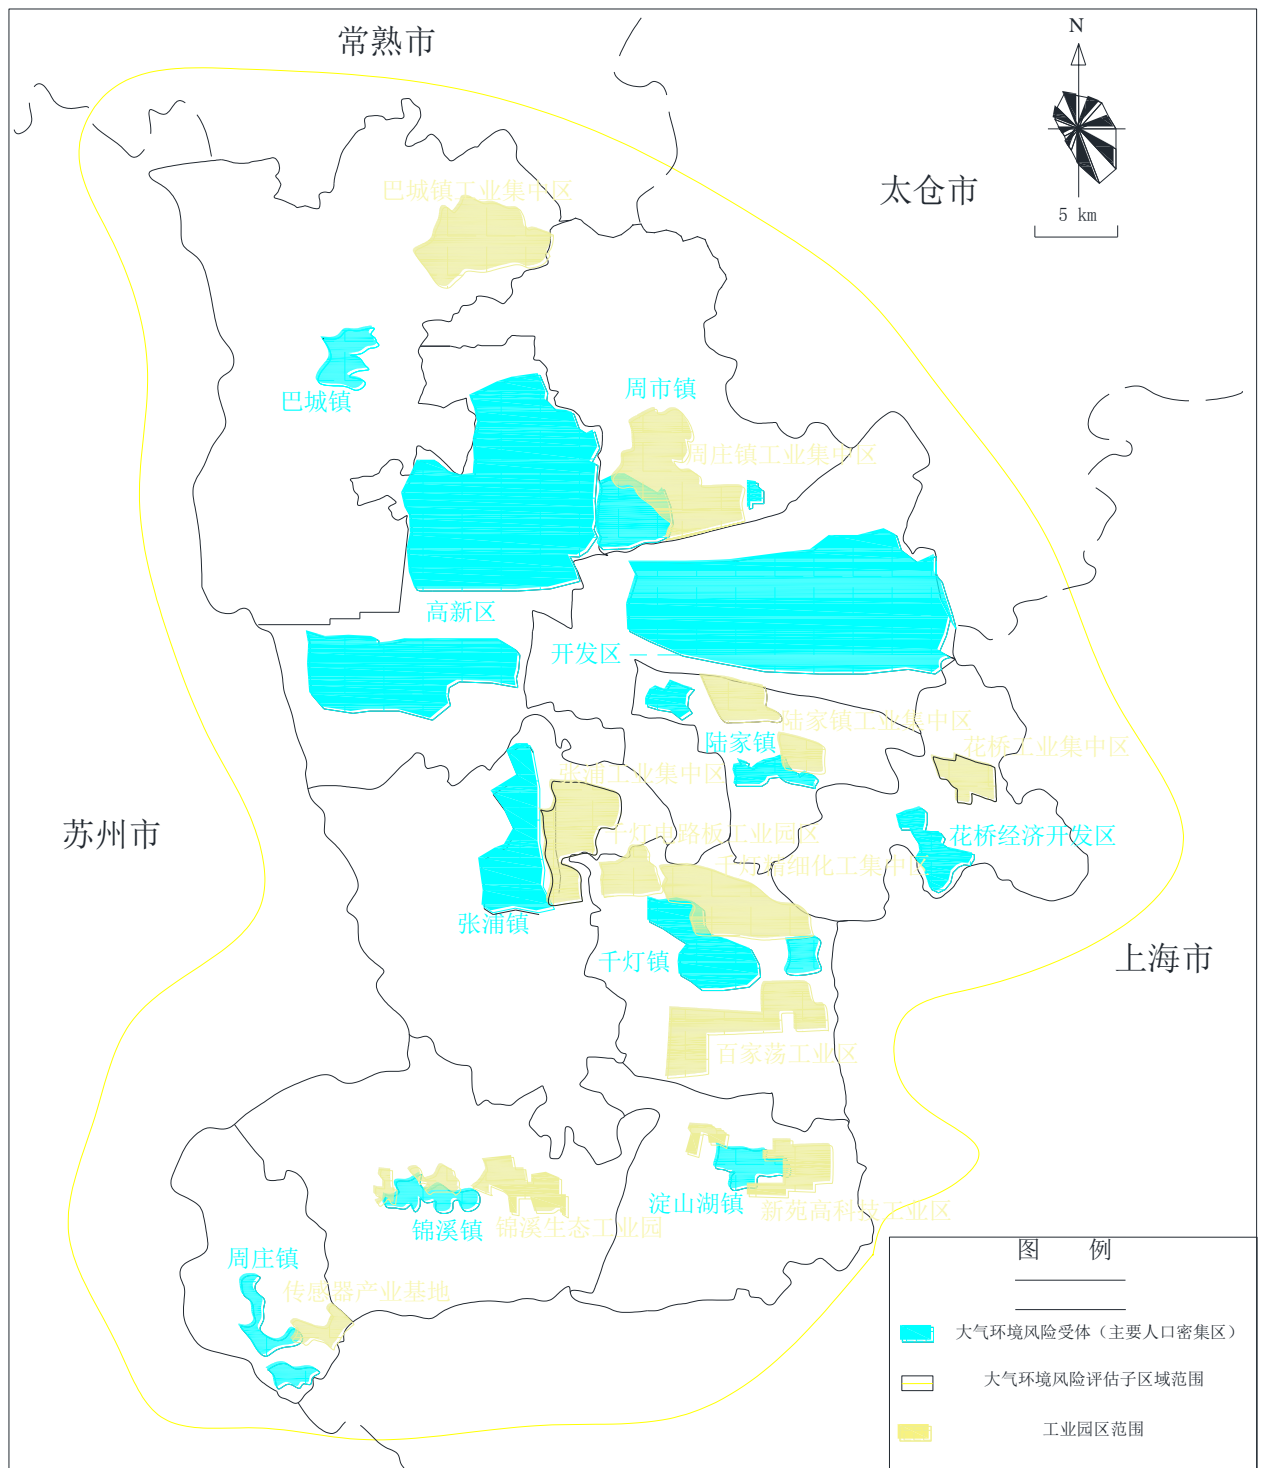 常熟市
N
太仓市
5 km
巴城镇工业集中区
周市镇
巴城镇
周庄镇工业集中区
高新区
开发区
陆家镇工业集中区
陆家镇
花桥工业集中区
张浦工业集中区
苏州市
千灯电路板工业园区
花桥经济开发区
千灯精细化工集中区
张浦镇
千灯镇
上海市
百家荡工业区
淀山湖镇
新苑高科技工业区
锦溪镇
锦溪生态工业园
周庄镇
传感器产业基地
图 例
大气环境风险受体（主要人口密集区）
大气环境风险评估子区域范围
工业园区范围